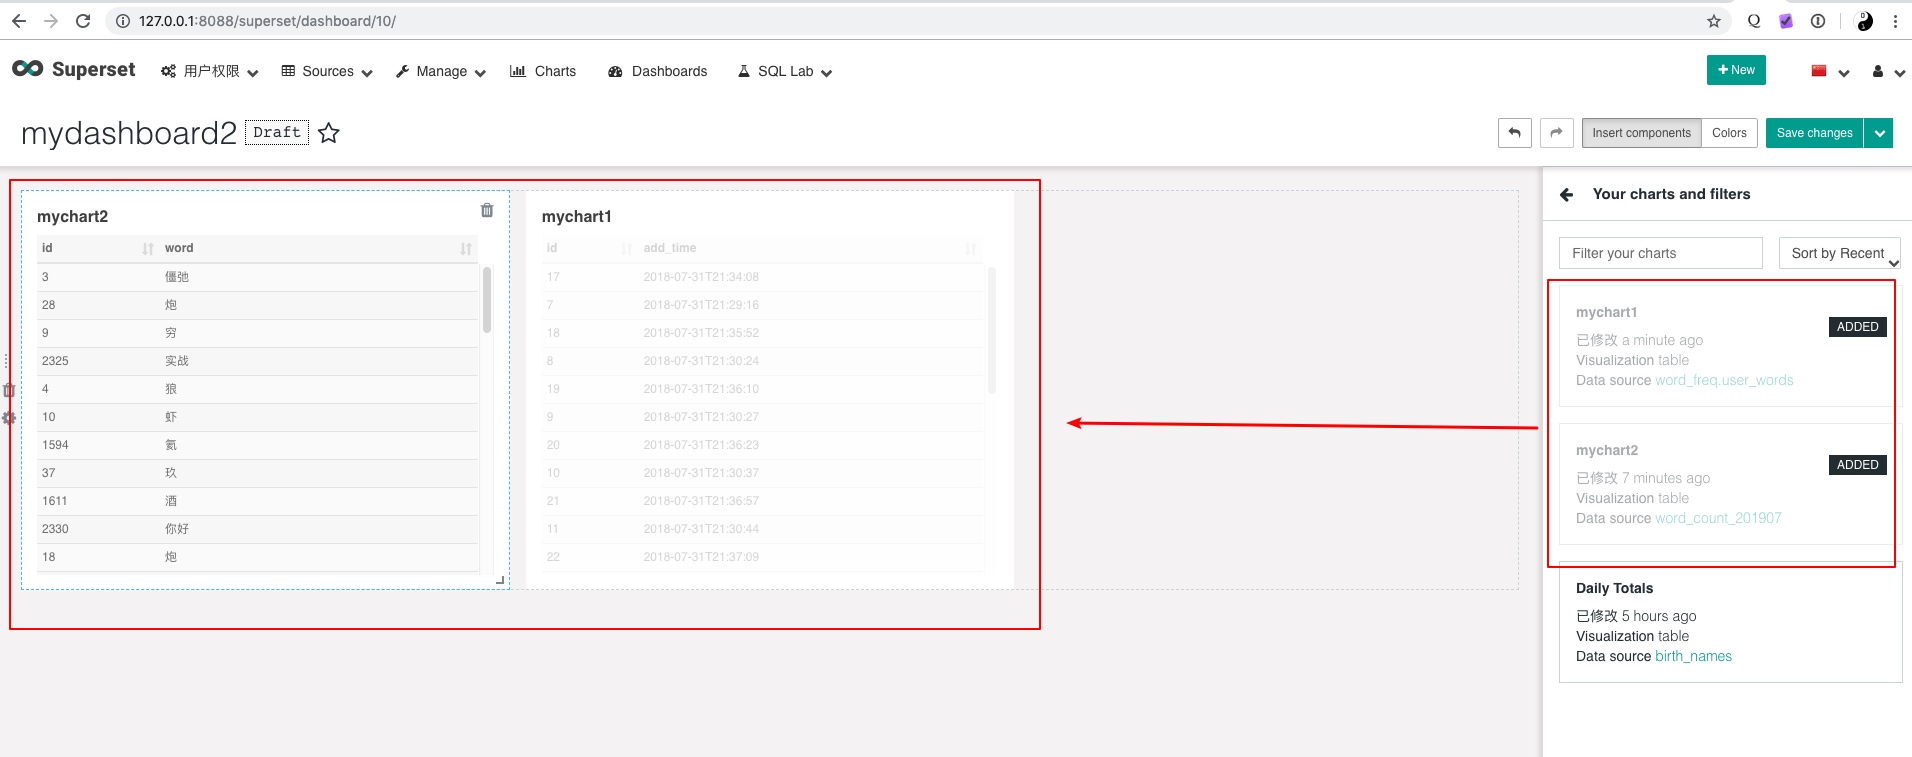 127.0.0.1:8088/superset/dashboard/10/
Superset 用户权限 Sources Manage Charts Dashboards SQL Lab + New
mydashboard2 Draft Insert components Colors Save changes
Your charts and filters
Filter your charts Sort by Recent
mychart2
id word
3 僵弛
28 炮
9 穷
2325 实战
4 狼
10 虾
1594 氦
37 玖
1611 酒
2330 你好
18 炮
mychart1
id add_time
17 2018-07-31T21:34:08
7 2018-07-31T21:29:16
18 2018-07-31T21:35:52
8 2018-07-31T21:30:24
19 2018-07-31T21:36:10
9 2018-07-31T21:30:27
20 2018-07-31T21:36:23
10 2018-07-31T21:30:37
21 2018-07-31T21:36:57
11 2018-07-31T21:30:44
22 2018-07-31T21:37:09
mychart1
ADDED
已修改 a minute ago
Visualization table
Data source word_freq.user_words
mychart2
ADDED
已修改 7 minutes ago
Visualization table
Data source word_count_201907
Daily Totals
已修改 5 hours ago
Visualization table
Data source birth_names